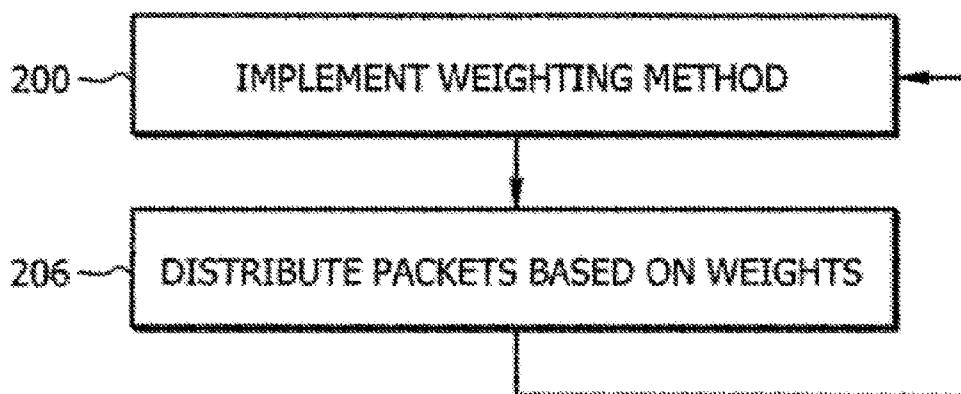 200 IMPLEMENT WEIGHTING METHOD
206 DISTRIBUTE PACKETS BASED ON WEIGHTS